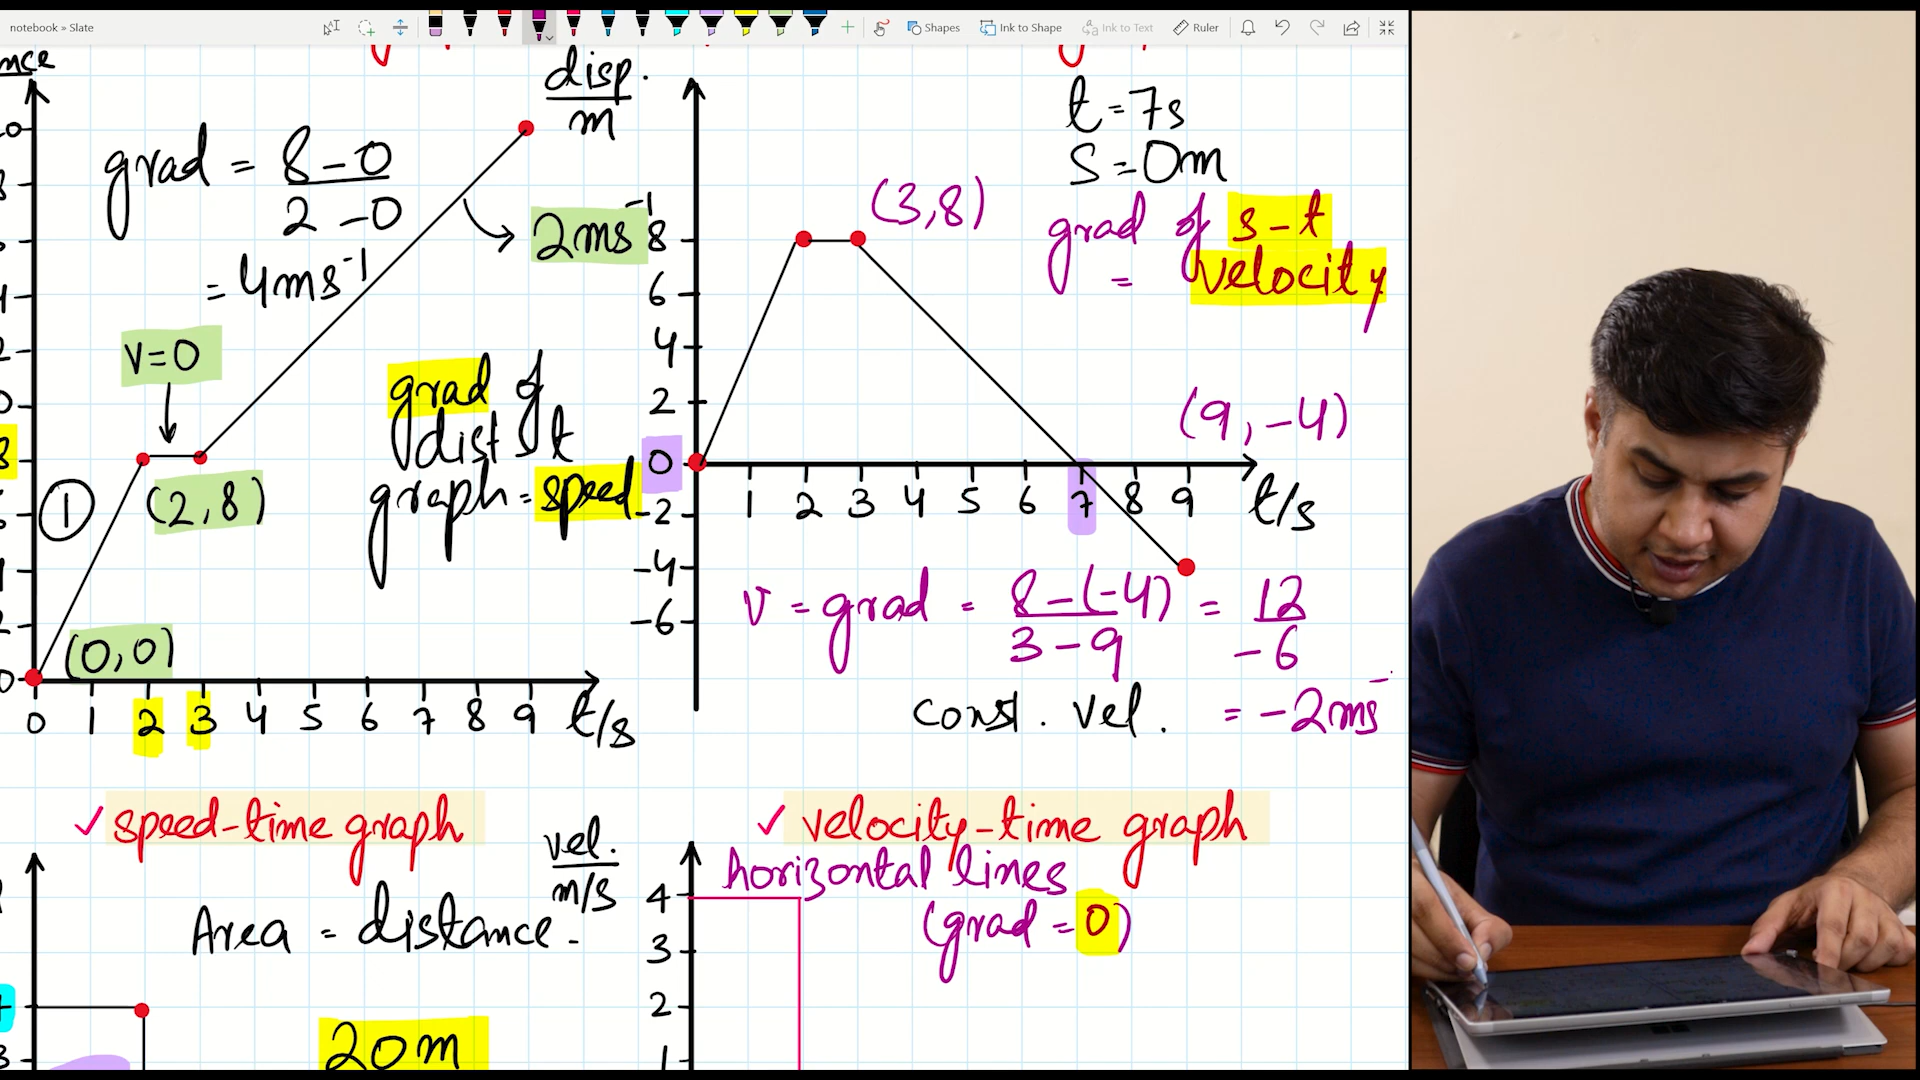 notebook » Slate
Shapes Ink to Shape Ink to Text Ruler
disp.
m
grad = 8-0
2-0
= 4ms⁻¹
2ms⁻¹
v=0
grad of
dist t
graph = speed
1
(2,8)
(0,0)
0 1 2 3 4 5 6 7 8 9 t/s
t=7s
s=0m
(3,8)
grad of s-t
= velocity
8
6
4
2
0
-2
-4
-6
(9,-4)
1 2 3 4 5 6 7 8 9 t/s
v = grad = 8-(-4) = 12
3-9 -6
const. vel. = -2ms⁻
✓ speed-time graph
Area = distance.
20m
✓ velocity-time graph
vel.
m/s
horizontal lines
(grad = 0)
4
3
2
1